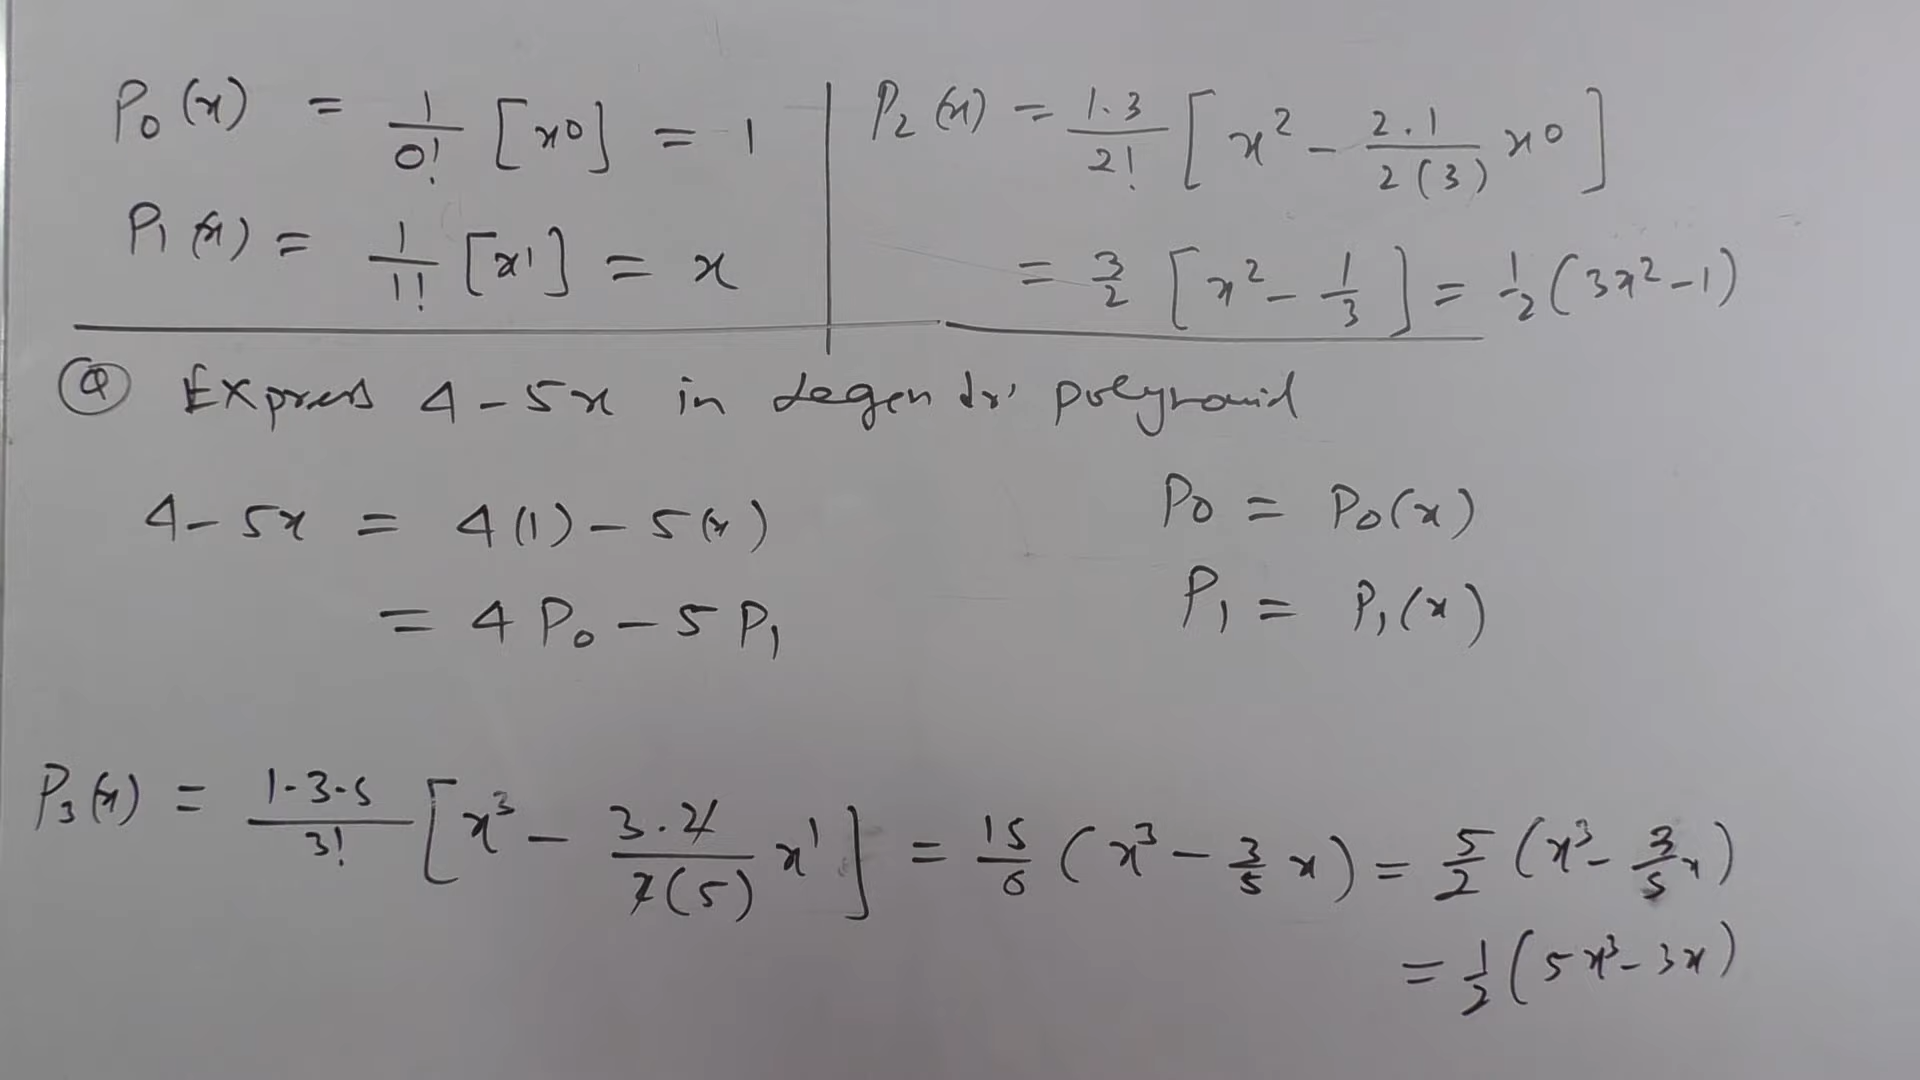 P₀(x) = 1/0! [x⁰] = 1
P₁(x) = 1/1! [x¹] = x
P₂(x) = 1.3/2! [x² - 2.1/2(3) x⁰]
= 3/2 [x² - 1/3] = 1/2 (3x² - 1)
Q Express 4 - 5x in Legendr' polynomial
4 - 5x = 4(1) - 5(x)
= 4P₀ - 5P₁
P₀ = P₀(x)
P₁ = P₁(x)
P₃(x) = 1.3.5/3! [x³ - 3.2/2(5) x¹] = 15/6 (x³ - 3/5 x) = 5/2 (x³ - 3/5 x)
= 1/2 (5x³ - 3x)